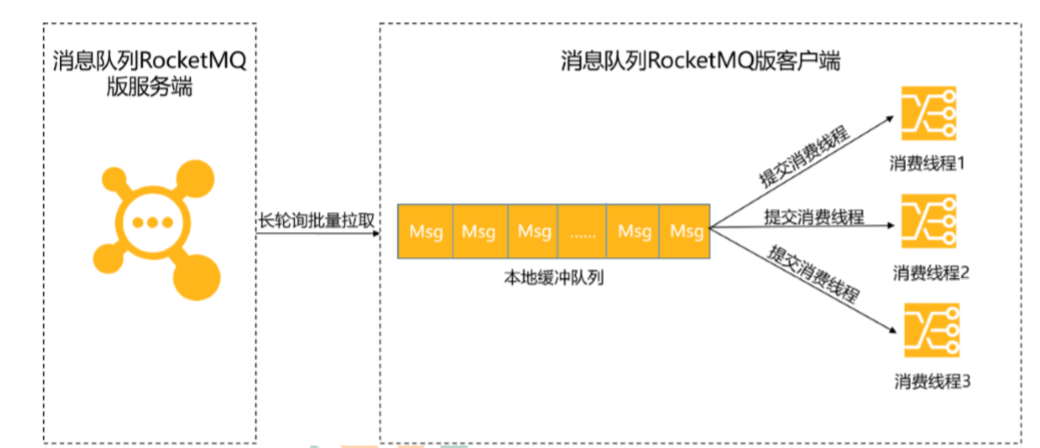 消息队列RocketMQ
版服务端
消息队列RocketMQ版客户端
长轮询批量拉取
Msg Msg Msg ...... Msg Msg
本地缓冲队列
提交消费线程
提交消费线程
提交消费线程
消费线程1
消费线程2
消费线程3